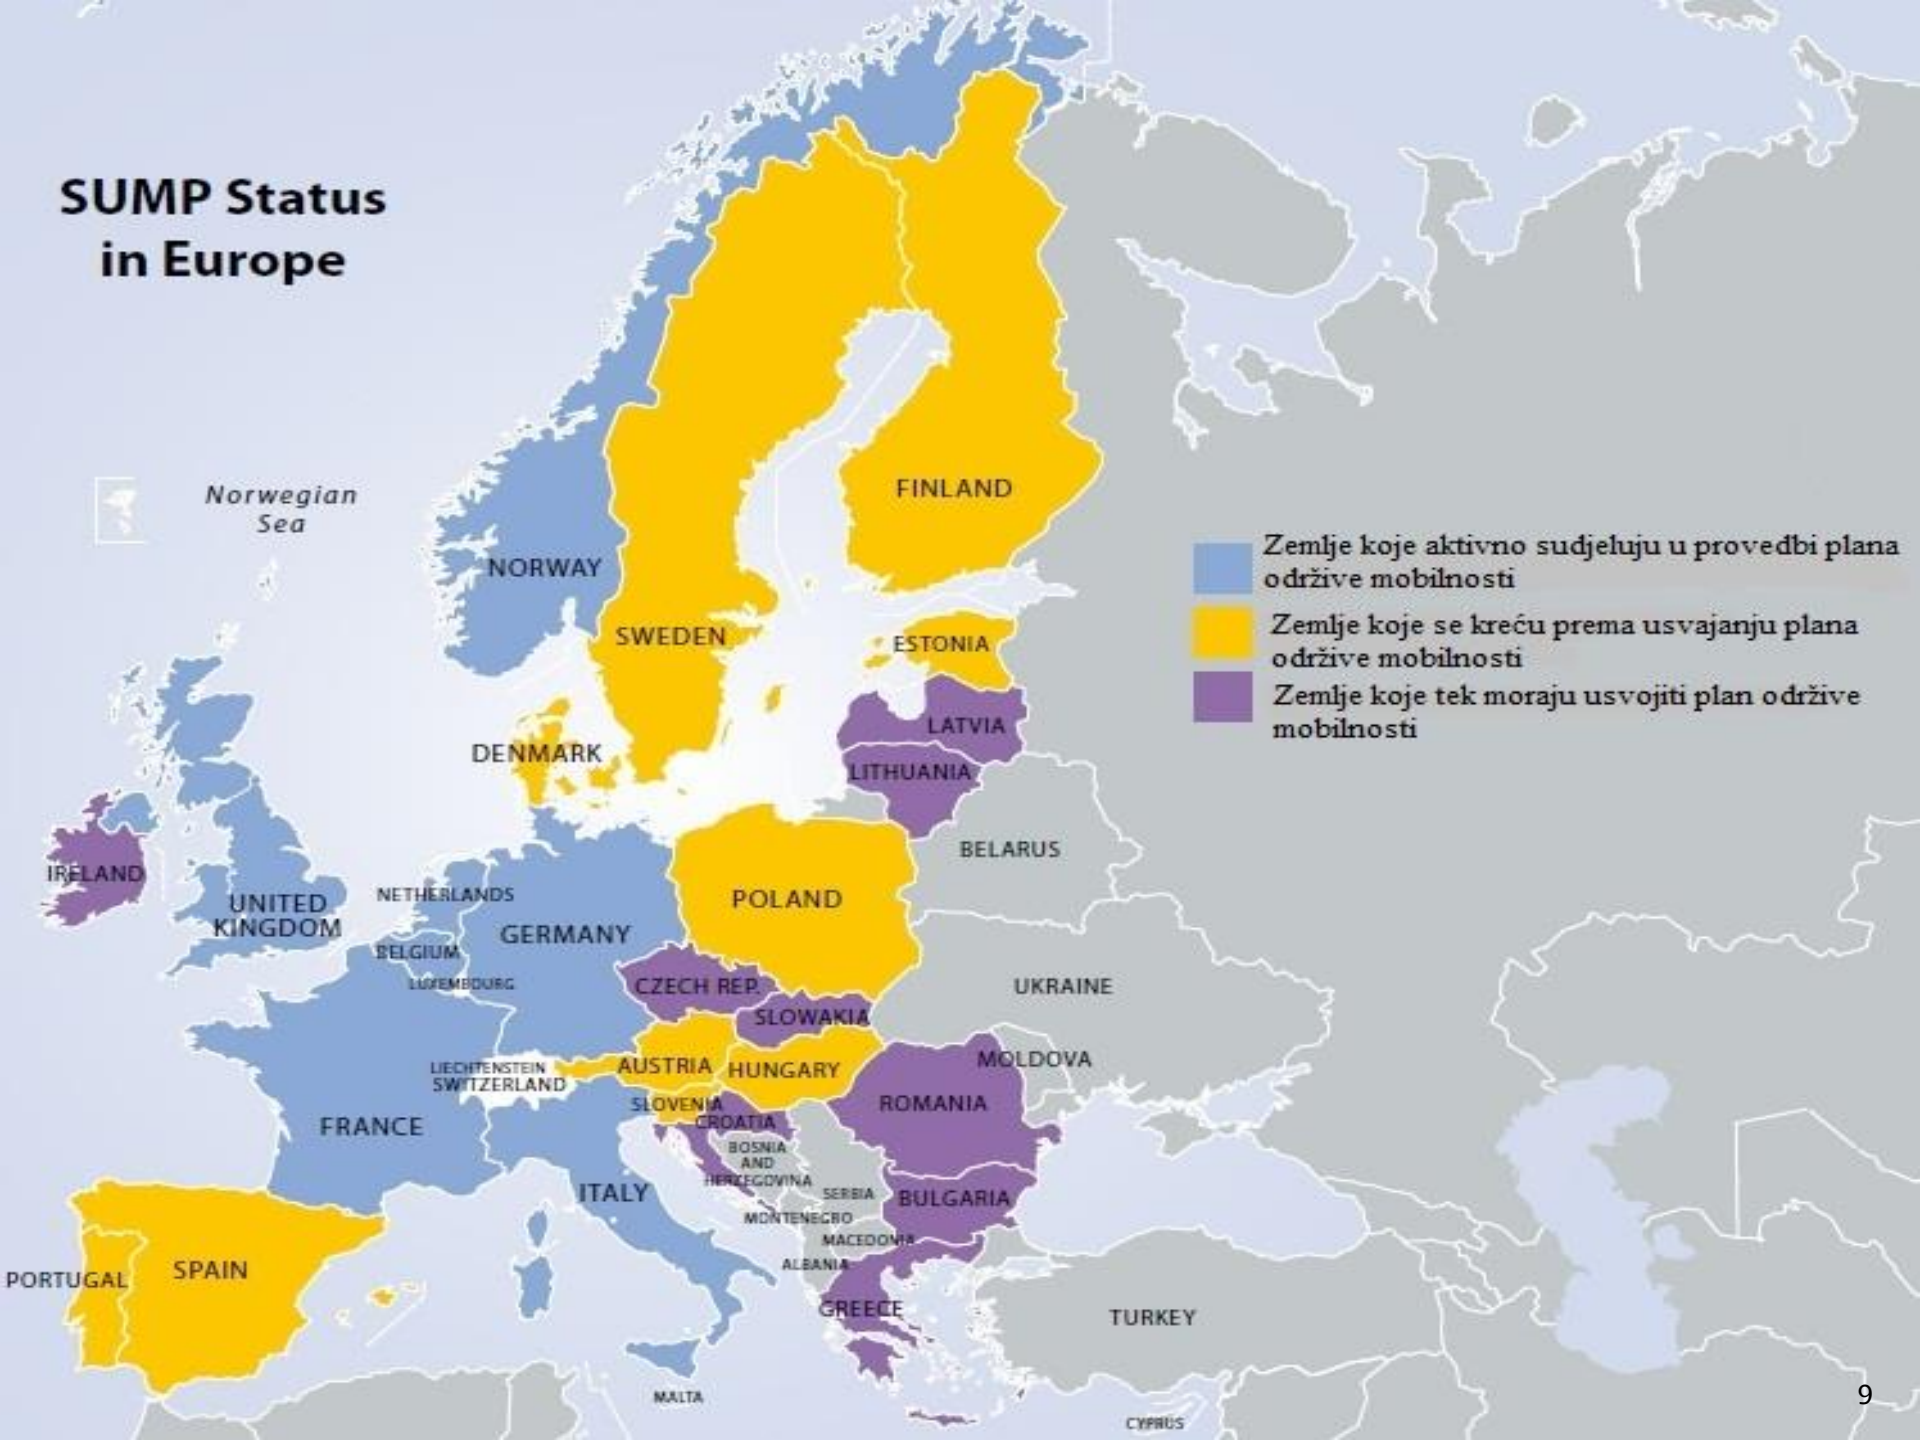 SUMP Status
in Europe
Norwegian
Sea
FINLAND
NORWAY
Zemlje koje aktivno sudjeluju u provedbi plana
održive mobilnosti
Zemlje koje se kreću prema usvajanju plana
održive mobilnosti
Zemlje koje tek moraju usvojiti plan održive
mobilnosti
SWEDEN
ESTONIA
LATVIA
DENMARK
LITHUANIA
BELARUS
IRELAND
UNITED
KINGDOM
NETHERLANDS
POLAND
GERMANY
BELGIUM
LUXEMBOURG
CZECH REP.
UKRAINE
SLOWAKIA
LIECHTENSTEIN
SWITZERLAND
AUSTRIA
HUNGARY
MOLDOVA
SLOVENIA
CROATIA
ROMANIA
FRANCE
BOSNIA
AND
HERZEGOVINA
ITALY
SERBIA
BULGARIA
MONTENEGRO
MACEDONIA
ALBANIA
PORTUGAL
SPAIN
GREECE
TURKEY
MALTA
CYPRUS
9